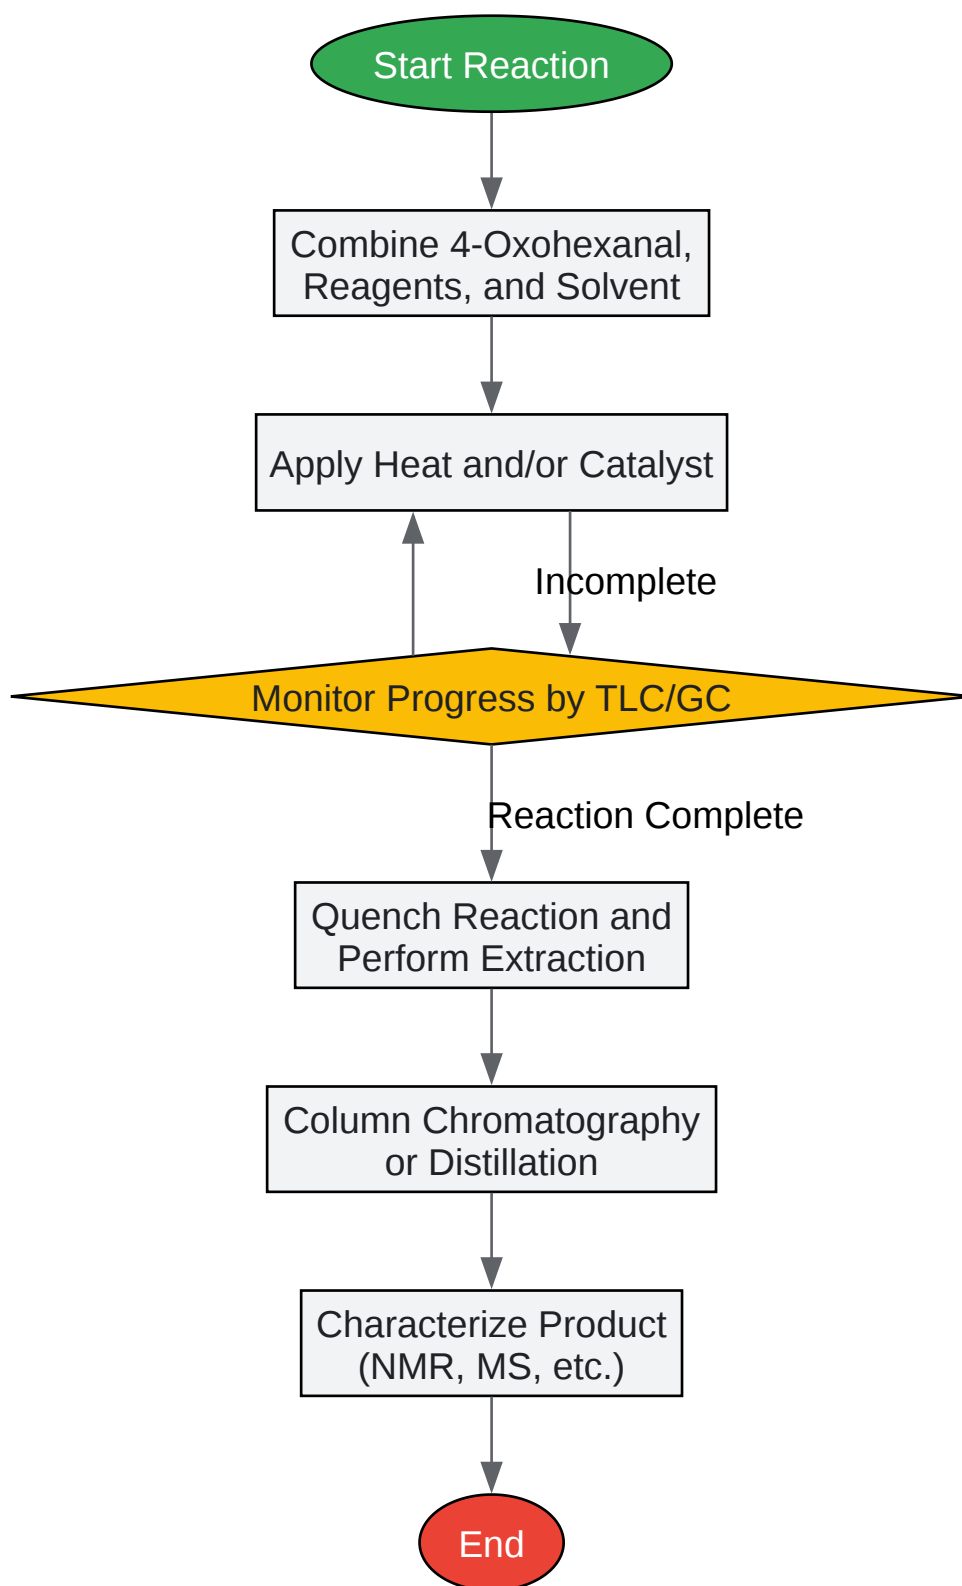 Start Reaction
Combine 4-Oxohexanal,
Reagents, and Solvent
Apply Heat and/or Catalyst
Incomplete
Monitor Progress by TLC/GC
Reaction Complete
Quench Reaction and
Perform Extraction
Column Chromatography
or Distillation
Characterize Product
(NMR, MS, etc.)
End